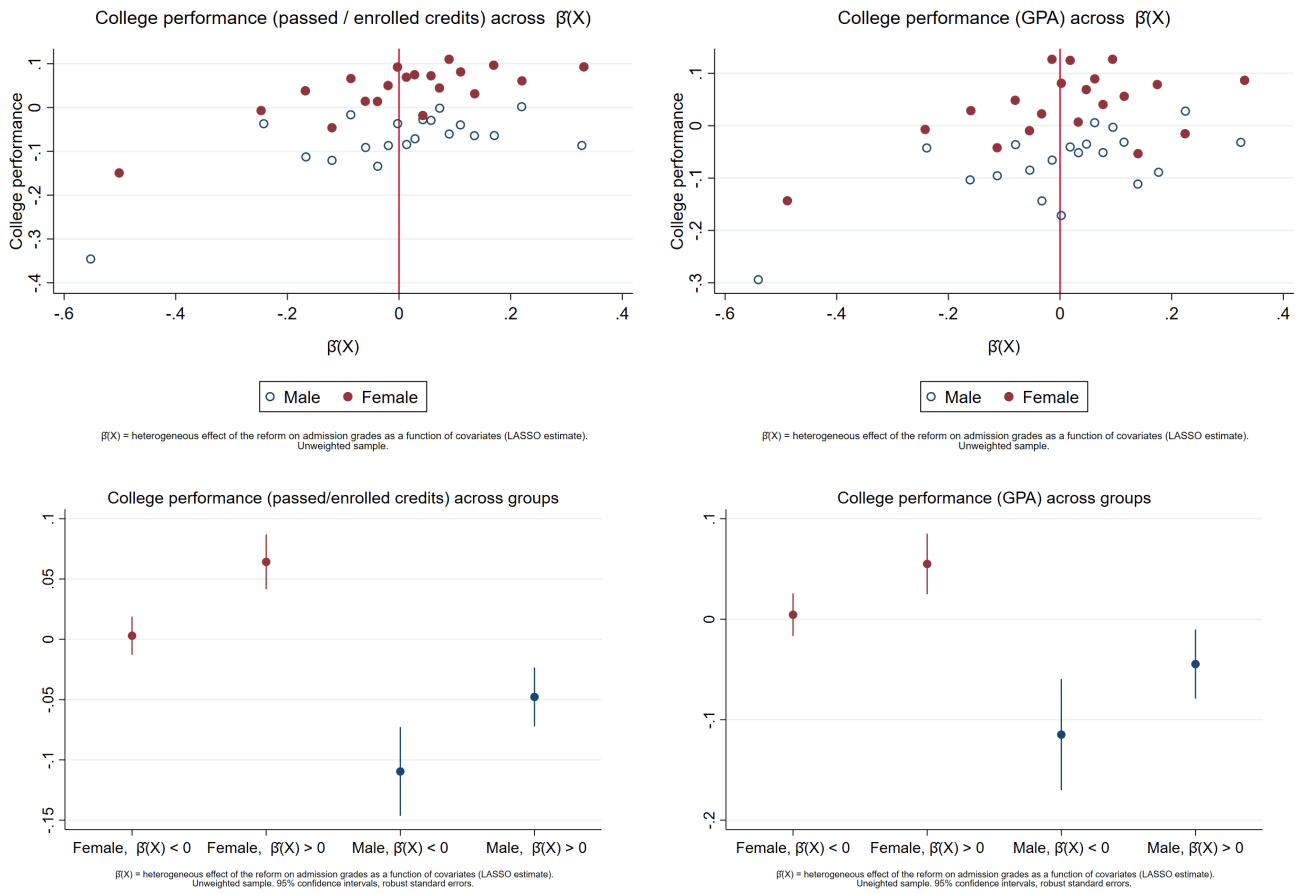 College performance (passed / enrolled credits) across β̂(X)
College performance
.1
0
-.1
-.2
-.3
-.4
-.6
-.4
-.2
0
.2
.4
β̂(X)
Male
Female
β̂(X) = heterogeneous effect of the reform on admission grades as a function of covariates (LASSO estimate).
Unweighted sample.
College performance (GPA) across β̂(X)
College performance
.1
0
-.1
-.2
-.3
-.6
-.4
-.2
0
.2
.4
β̂(X)
Male
Female
β̂(X) = heterogeneous effect of the reform on admission grades as a function of covariates (LASSO estimate).
Unweighted sample.
College performance (passed/enrolled credits) across groups
.1
.05
0
-.05
-.1
-.15
Female, β̂(X) < 0
Female, β̂(X) > 0
Male, β̂(X) < 0
Male, β̂(X) > 0
β̂(X) = heterogeneous effect of the reform on admission grades as a function of covariates (LASSO estimate).
Unweighted sample. 95% confidence intervals, robust standard errors.
College performance (GPA) across groups
.1
0
-.1
-.2
Female, β̂(X) < 0
Female, β̂(X) > 0
Male, β̂(X) < 0
Male, β̂(X) > 0
β̂(X) = heterogeneous effect of the reform on admission grades as a function of covariates (LASSO estimate).
Unweighted sample. 95% confidence intervals, robust standard errors.